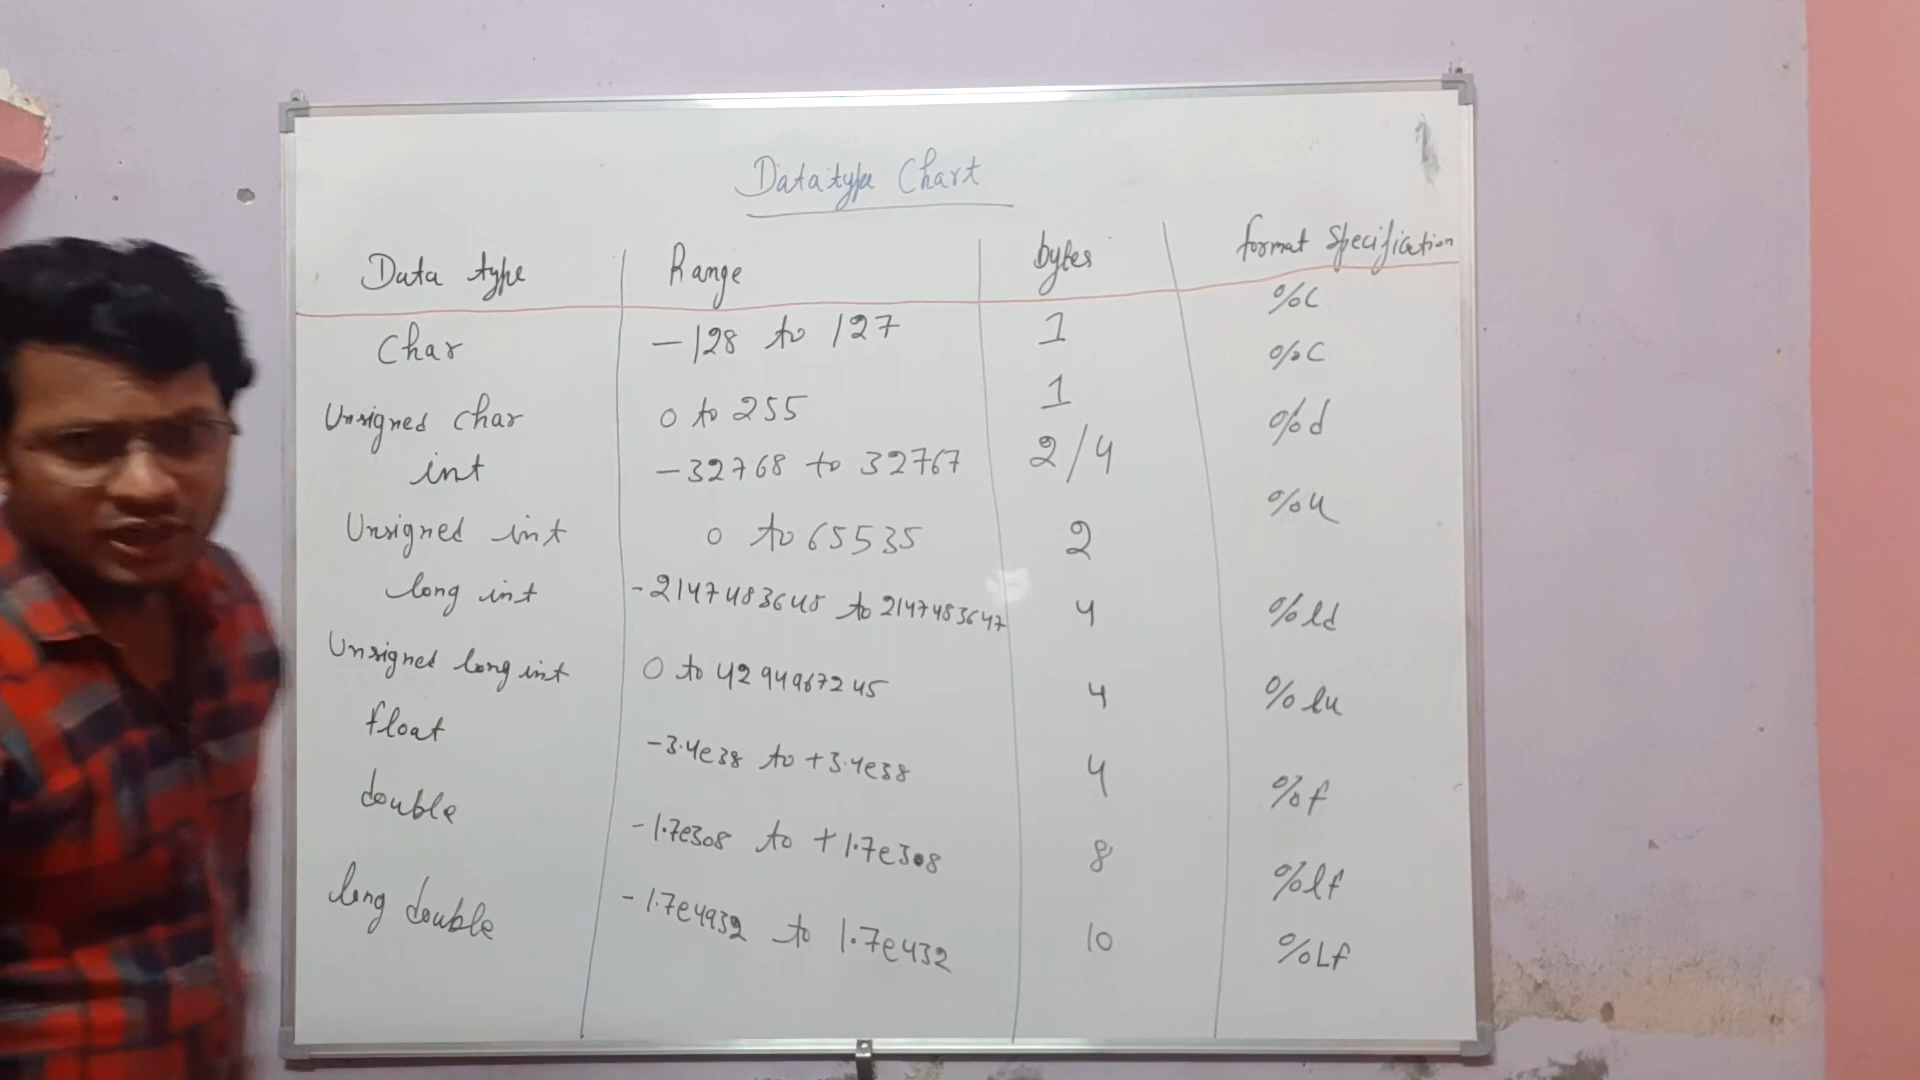 Datatype Chart
Data type Range bytes format Specification
Char -128 to 127 1 %c
Unsigned char 0 to 255 1 %c
int -32768 to 32767 2/4 %d
Unsigned int 0 to 65535 2 %u
long int -2147483648 to 2147483647 4 %ld
Unsigned long int 0 to 4294967245 4 %lu
float -3.4e38 to +3.4e38 4 %f
double -1.7e308 to +1.7e308 8 %lf
long double -1.7e4932 to 1.7e432 10 %Lf